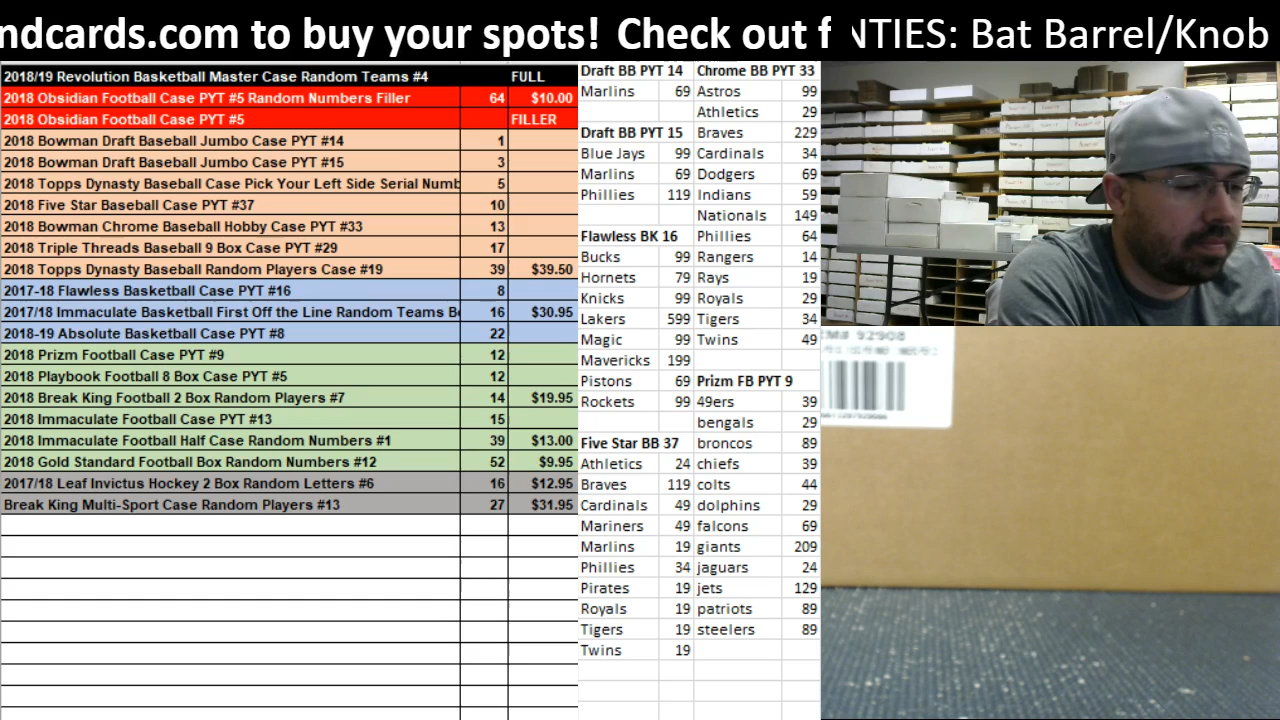 ndcards.com to buy your spots! Check out f NTIES: Bat Barrel/Knob
2018/19 Revolution Basketball Master Case Random Teams #4 FULL
2018 Obsidian Football Case PYT #5 Random Numbers Filler 64 $10.00
2018 Obsidian Football Case PYT #5 FILLER
2018 Bowman Draft Baseball Jumbo Case PYT #14 1
2018 Bowman Draft Baseball Jumbo Case PYT #15 3
2018 Topps Dynasty Baseball Case Pick Your Left Side Serial Numb 5
2018 Five Star Baseball Case PYT #37 10
2018 Bowman Chrome Baseball Hobby Case PYT #33 13
2018 Triple Threads Baseball 9 Box Case PYT #29 17
2018 Topps Dynasty Baseball Random Players Case #19 39 $39.50
2017-18 Flawless Basketball Case PYT #16 8
2017/18 Immaculate Basketball First Off the Line Random Teams Bo 16 $30.95
2018-19 Absolute Basketball Case PYT #8 22
2018 Prizm Football Case PYT #9 12
2018 Playbook Football 8 Box Case PYT #5 12
2018 Break King Football 2 Box Random Players #7 14 $19.95
2018 Immaculate Football Case PYT #13 15
2018 Immaculate Football Half Case Random Numbers #1 39 $13.00
2018 Gold Standard Football Box Random Numbers #12 52 $9.95
2017/18 Leaf Invictus Hockey 2 Box Random Letters #6 16 $12.95
Break King Multi-Sport Case Random Players #13 27 $31.95
Draft BB PYT 14
Marlins 69
Draft BB PYT 15
Blue Jays 99
Marlins 69
Phillies 119
Flawless BK 16
Bucks 99
Hornets 79
Knicks 99
Lakers 599
Magic 99
Mavericks 199
Pistons 69
Rockets 99
Five Star BB 37
Athletics 24
Braves 119
Cardinals 49
Mariners 49
Marlins 19
Phillies 34
Pirates 19
Royals 19
Tigers 19
Twins 19
Chrome BB PYT 33
Astros 99
Athletics 29
Braves 229
Cardinals 34
Dodgers 69
Indians 59
Nationals 149
Phillies 64
Rangers 14
Rays 19
Royals 29
Tigers 34
Twins 49
Prizm FB PYT 9
49ers 39
bengals 29
broncos 89
chiefs 39
colts 44
dolphins 29
falcons 69
giants 209
jaguars 24
jets 129
patriots 89
steelers 89
M# 92908